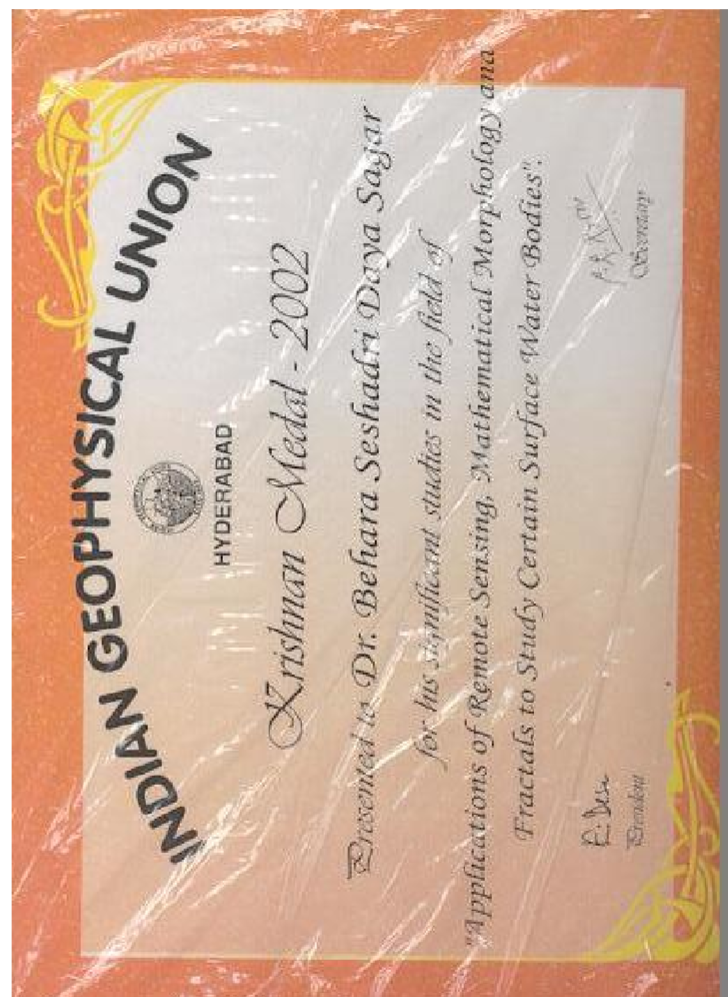 INDIAN GEOPHYSICAL UNION
HYDERABAD
Krishnan Medal - 2002
Presented to Dr. Behara Seshadri Daya Sagar
for his significant studies in the field of
"Applications of Remote Sensing, Mathematical Morphology and
Fractals to Study Certain Surface Water Bodies".
President
Secretary